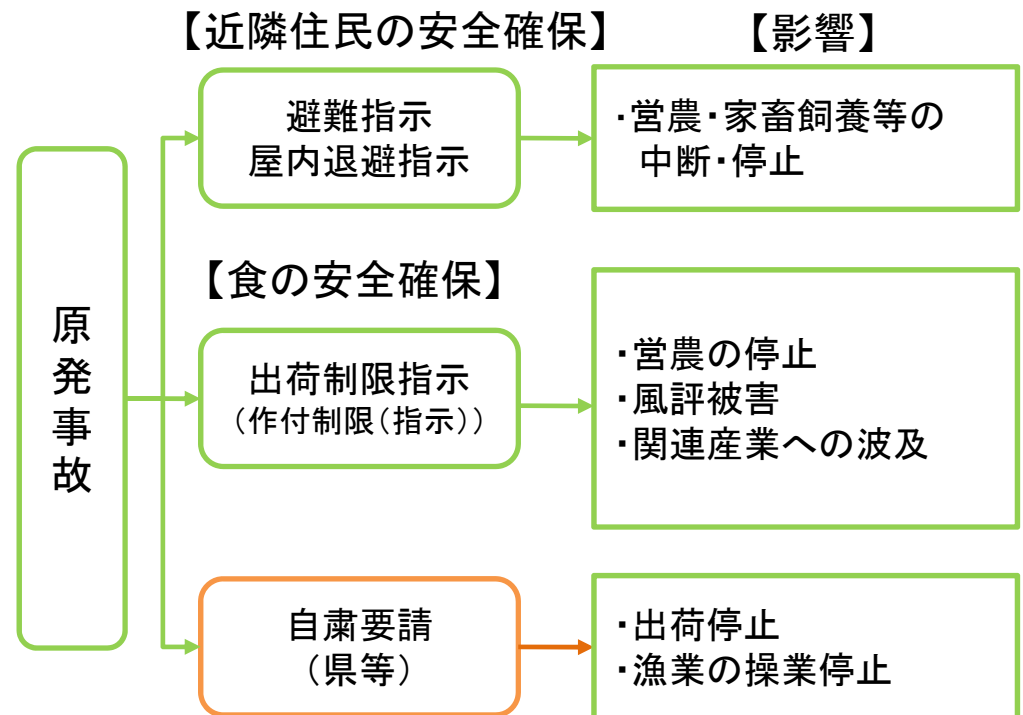 【近隣住民の安全確保】
【影響】
避難指示
屋内退避指示
・営農・家畜飼養等の
中断・停止
原発事故
【食の安全確保】
出荷制限指示
（作付制限（指示））
・営農の停止
・風評被害
・関連産業への波及
自粛要請
（県等）
・出荷停止
・漁業の操業停止